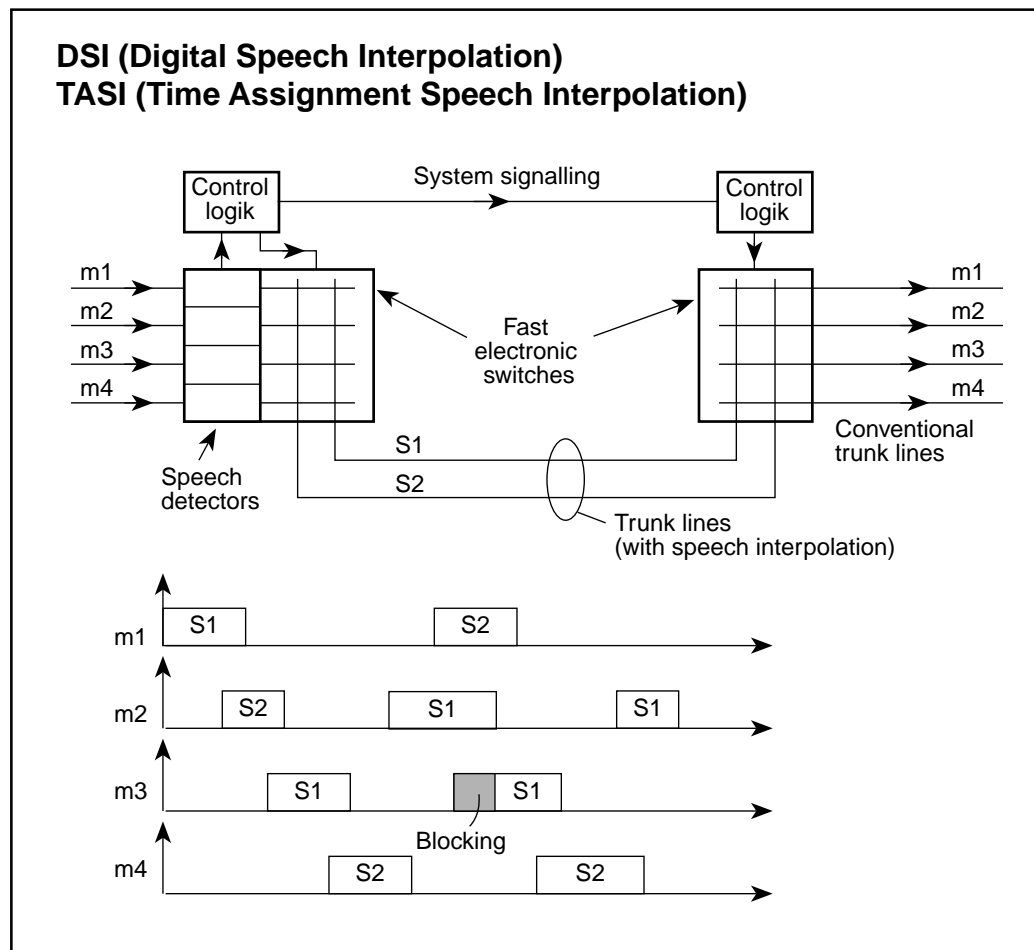 DSI (Digital Speech Interpolation)
TASI (Time Assignment Speech Interpolation)
Control
logik
System signalling
Control
logik
m1
m2
m3
m4
Fast
electronic
switches
m1
m2
m3
m4
Speech
detectors
S1
S2
Conventional
trunk lines
Trunk lines
(with speech interpolation)
m1
S1
S2
m2
S2
S1
S1
m3
S1
S1
Blocking
m4
S2
S2